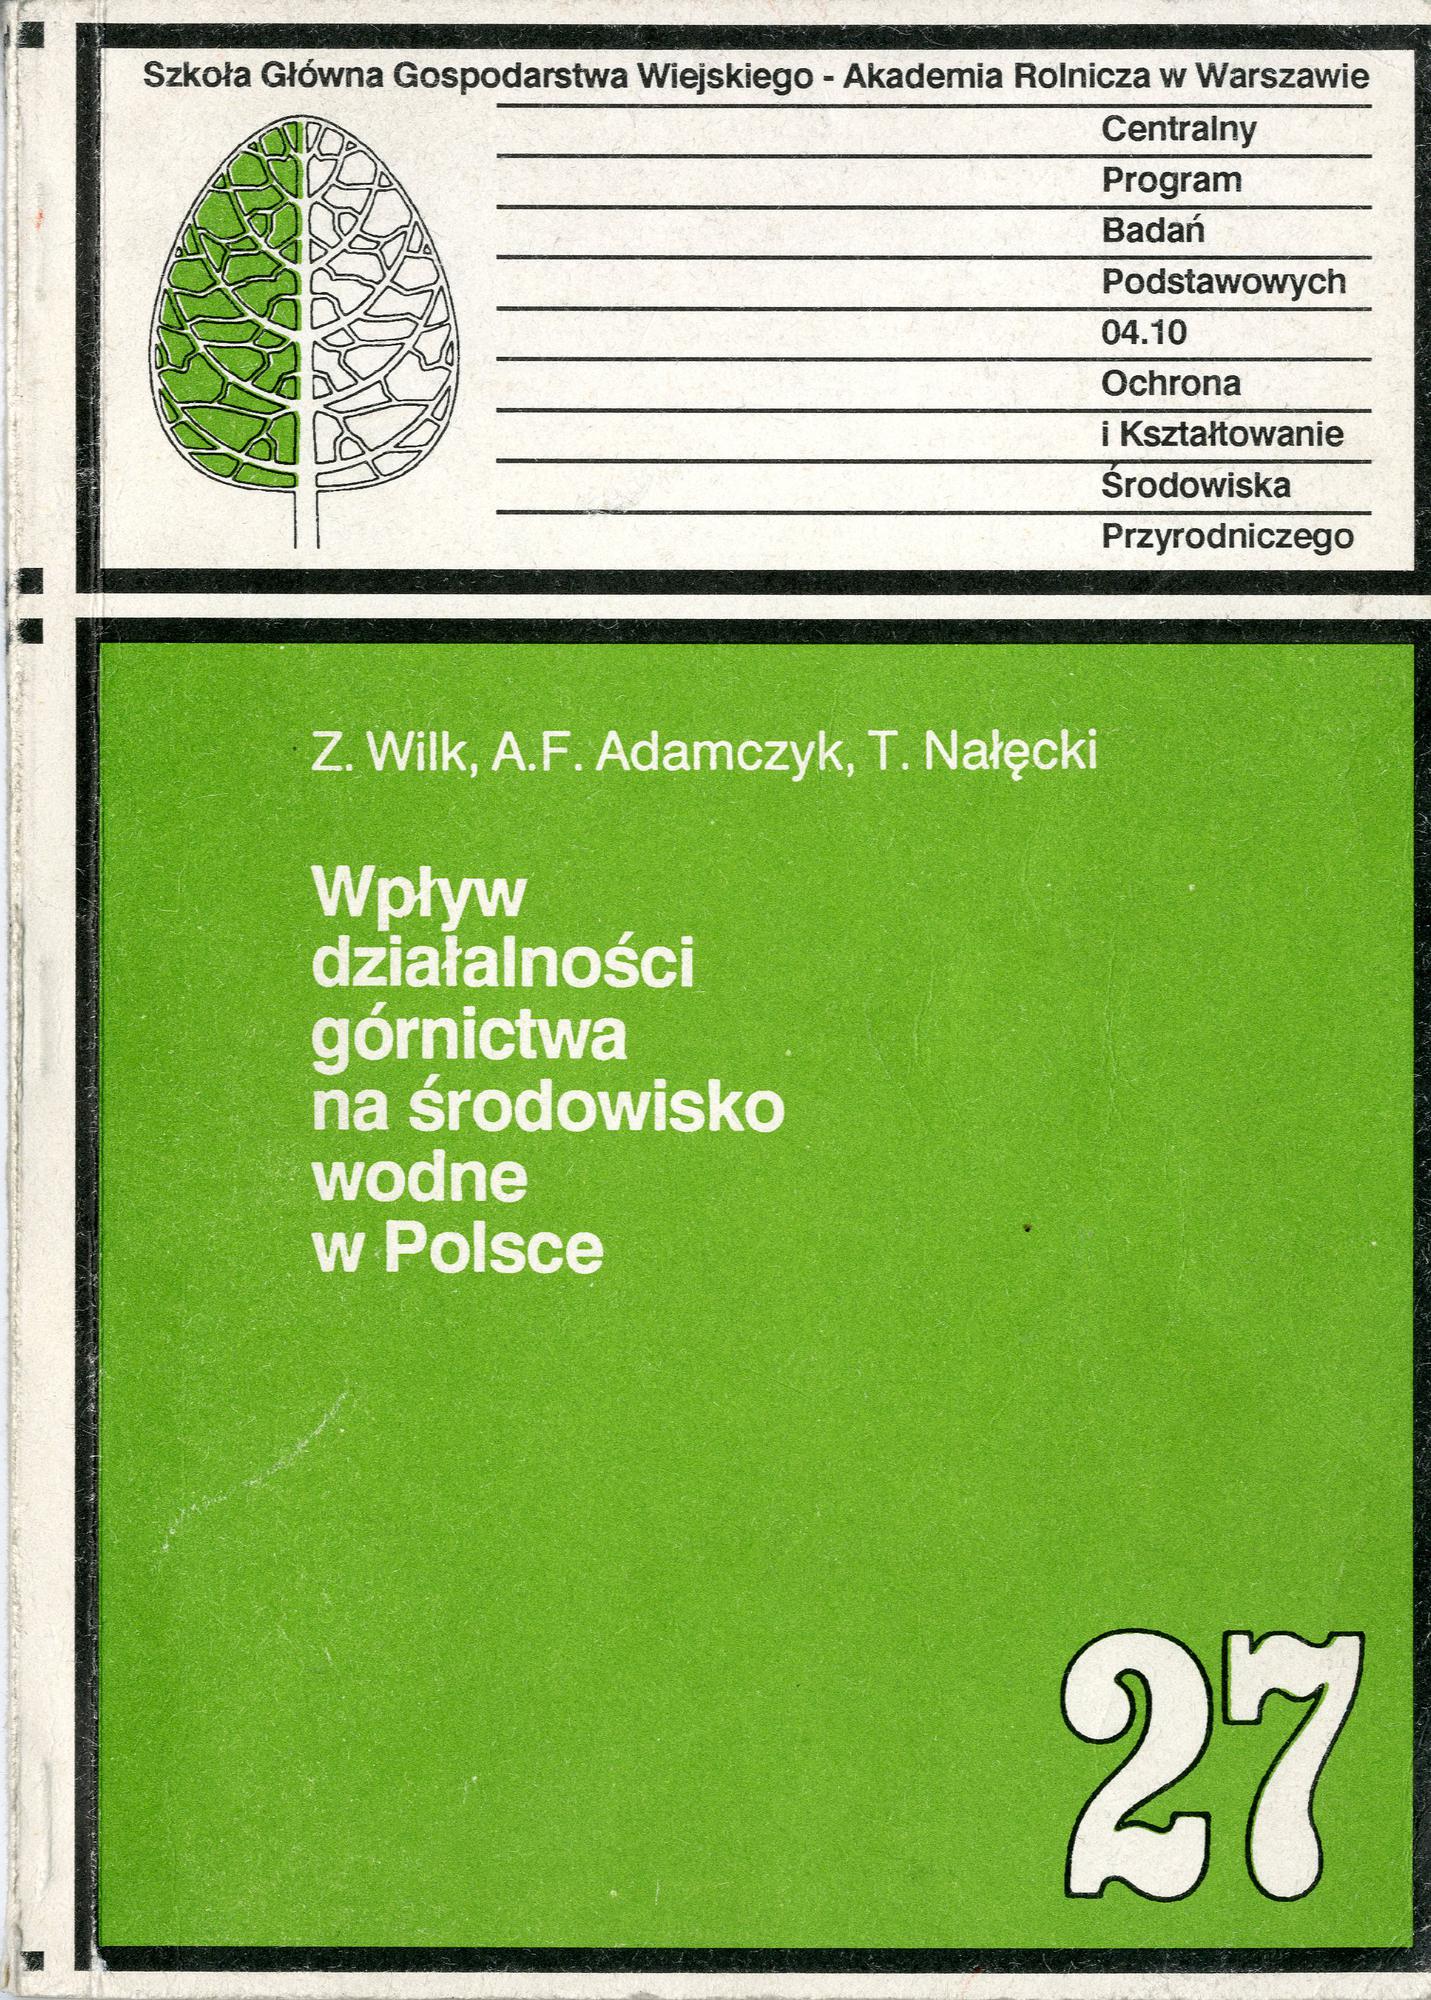 Szkoła Główna Gospodarstwa Wiejskiego - Akademia Rolnicza w Warszawie
Centralny
Program
Badań
Podstawowych
04.10
Ochrona
i Kształtowanie
Środowiska
Przyrodniczego
Z. Wilk, A.F. Adamczyk, T. Nałęcki
Wpływ
działalności
górnictwa
na środowisko
wodne
w Polsce
27